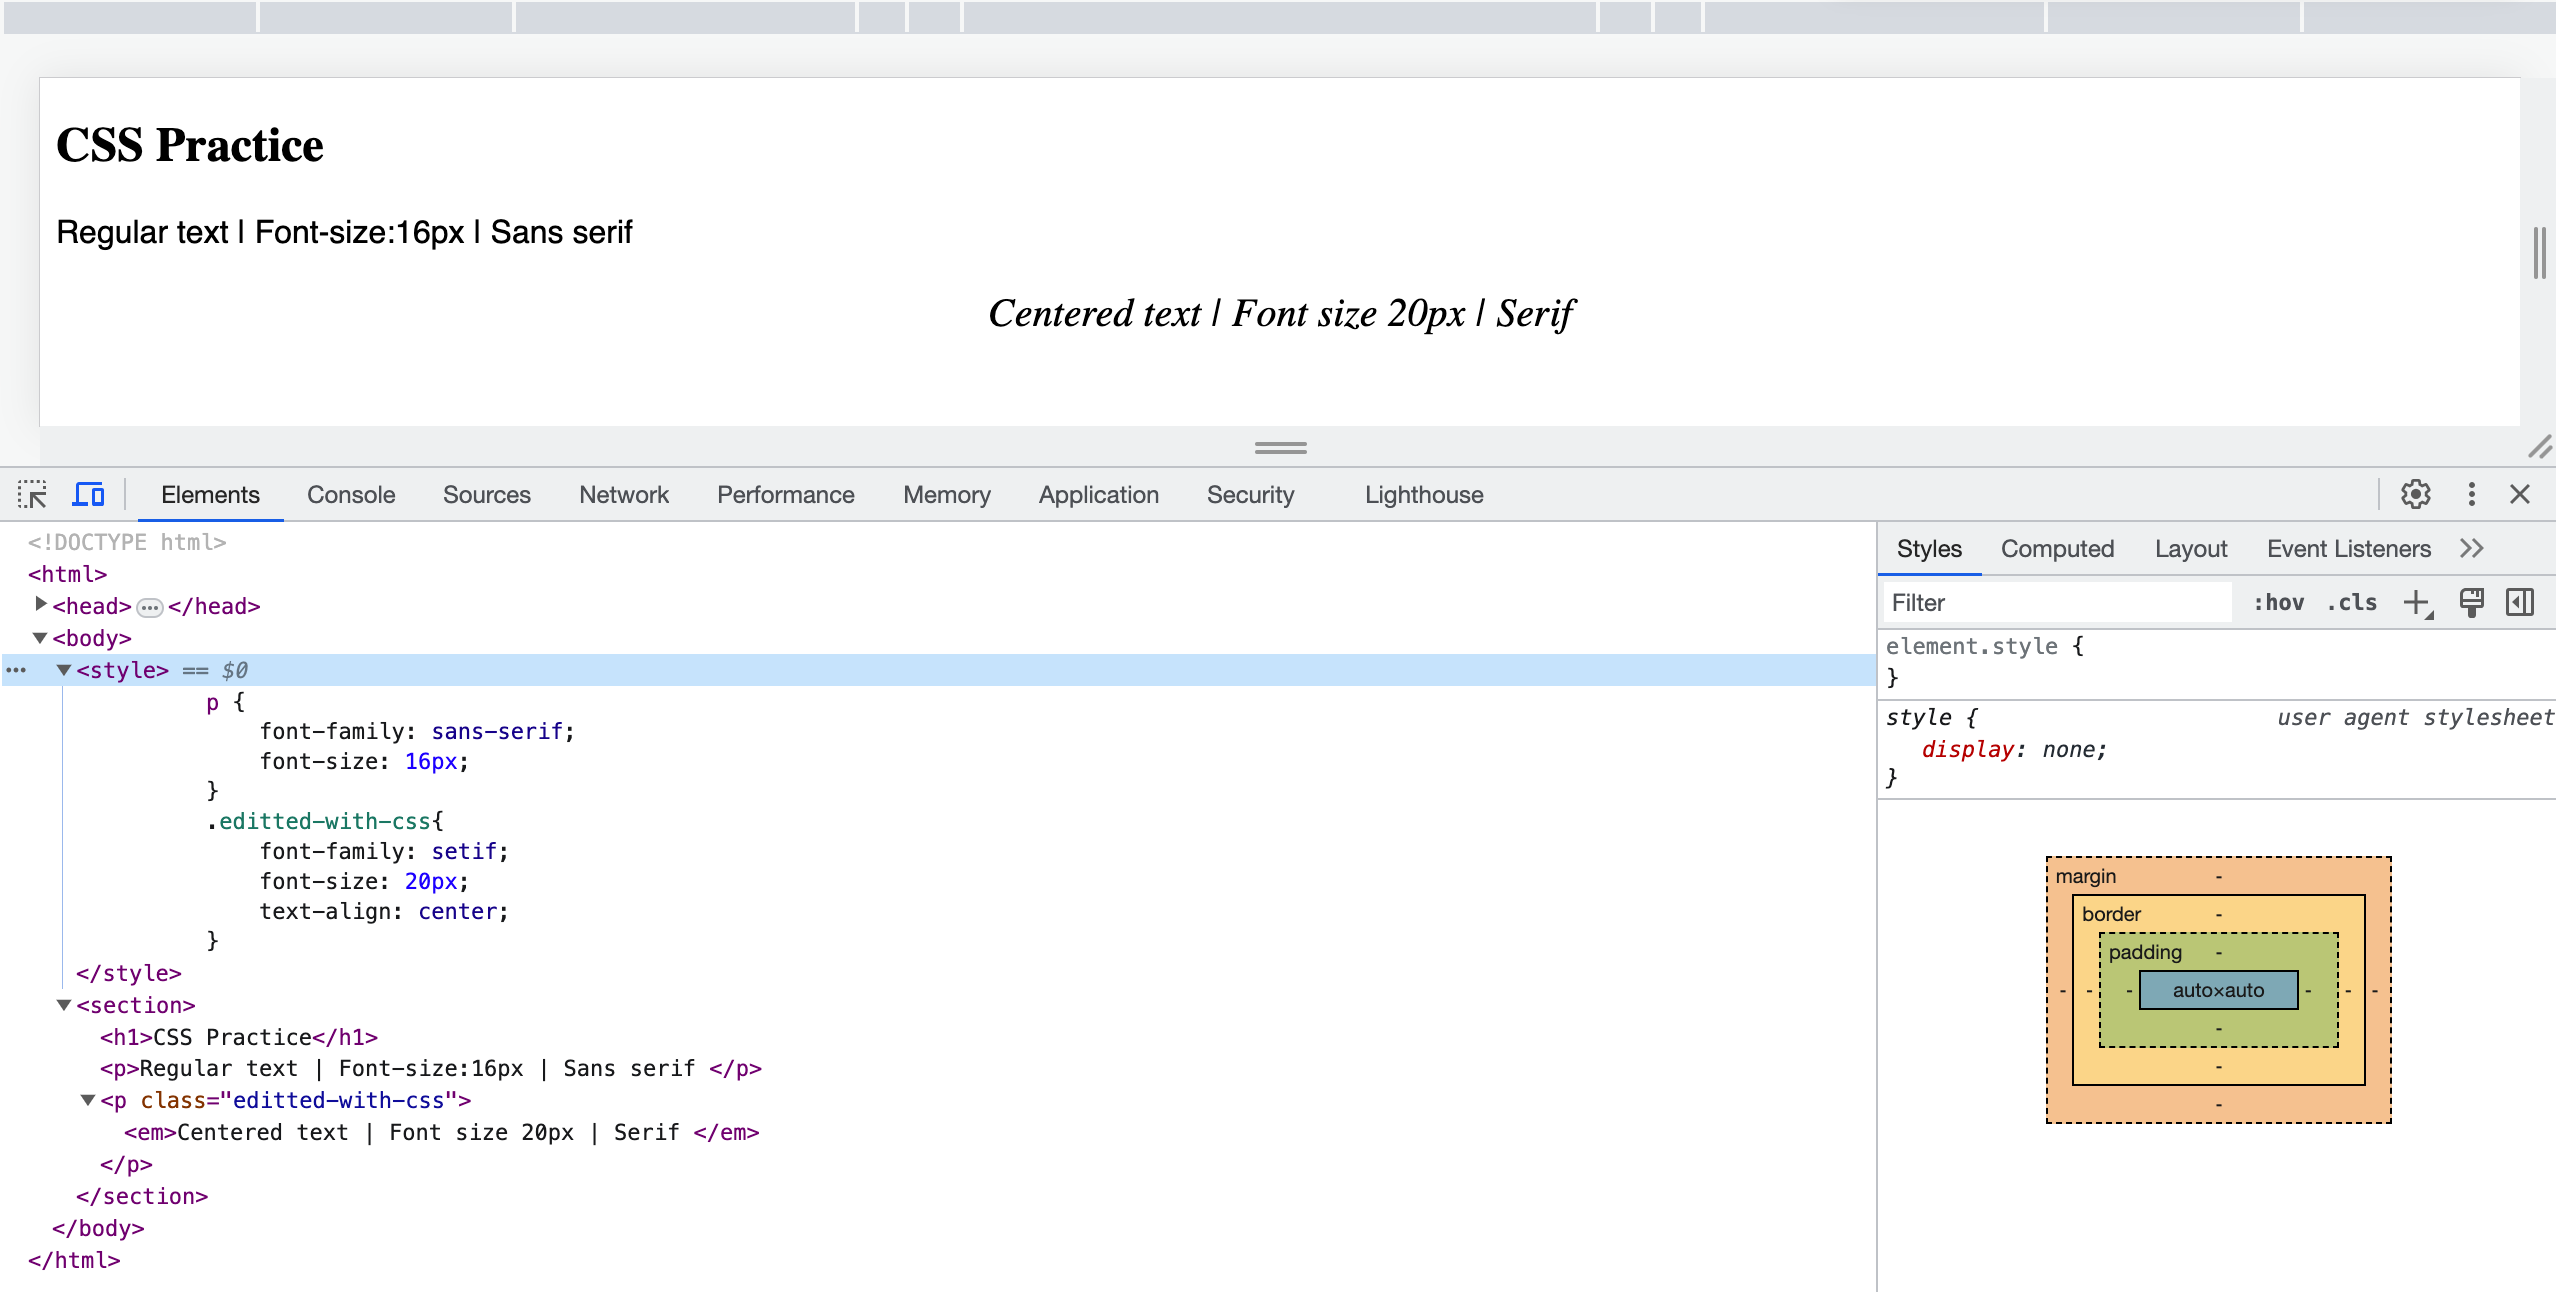 CSS Practice
Regular text | Font-size:16px | Sans serif
Centered text | Font size 20px | Serif
Elements Console Sources Network Performance Memory Application Security Lighthouse
<!DOCTYPE html>
<html>
<head> ••• </head>
<body>
••• <style> == $0
p {
font-family: sans-serif;
font-size: 16px;
}
.editted-with-css{
font-family: setif;
font-size: 20px;
text-align: center;
}
</style>
<section>
<h1>CSS Practice</h1>
<p>Regular text | Font-size:16px | Sans serif </p>
<p class="editted-with-css">
<em>Centered text | Font size 20px | Serif </em>
</p>
</section>
</body>
</html>
Styles Computed Layout Event Listeners
Filter :hov .cls
element.style {
}
style { user agent stylesheet
display: none;
}
margin -
border -
padding -
- - - auto×auto - - -
-
-
-